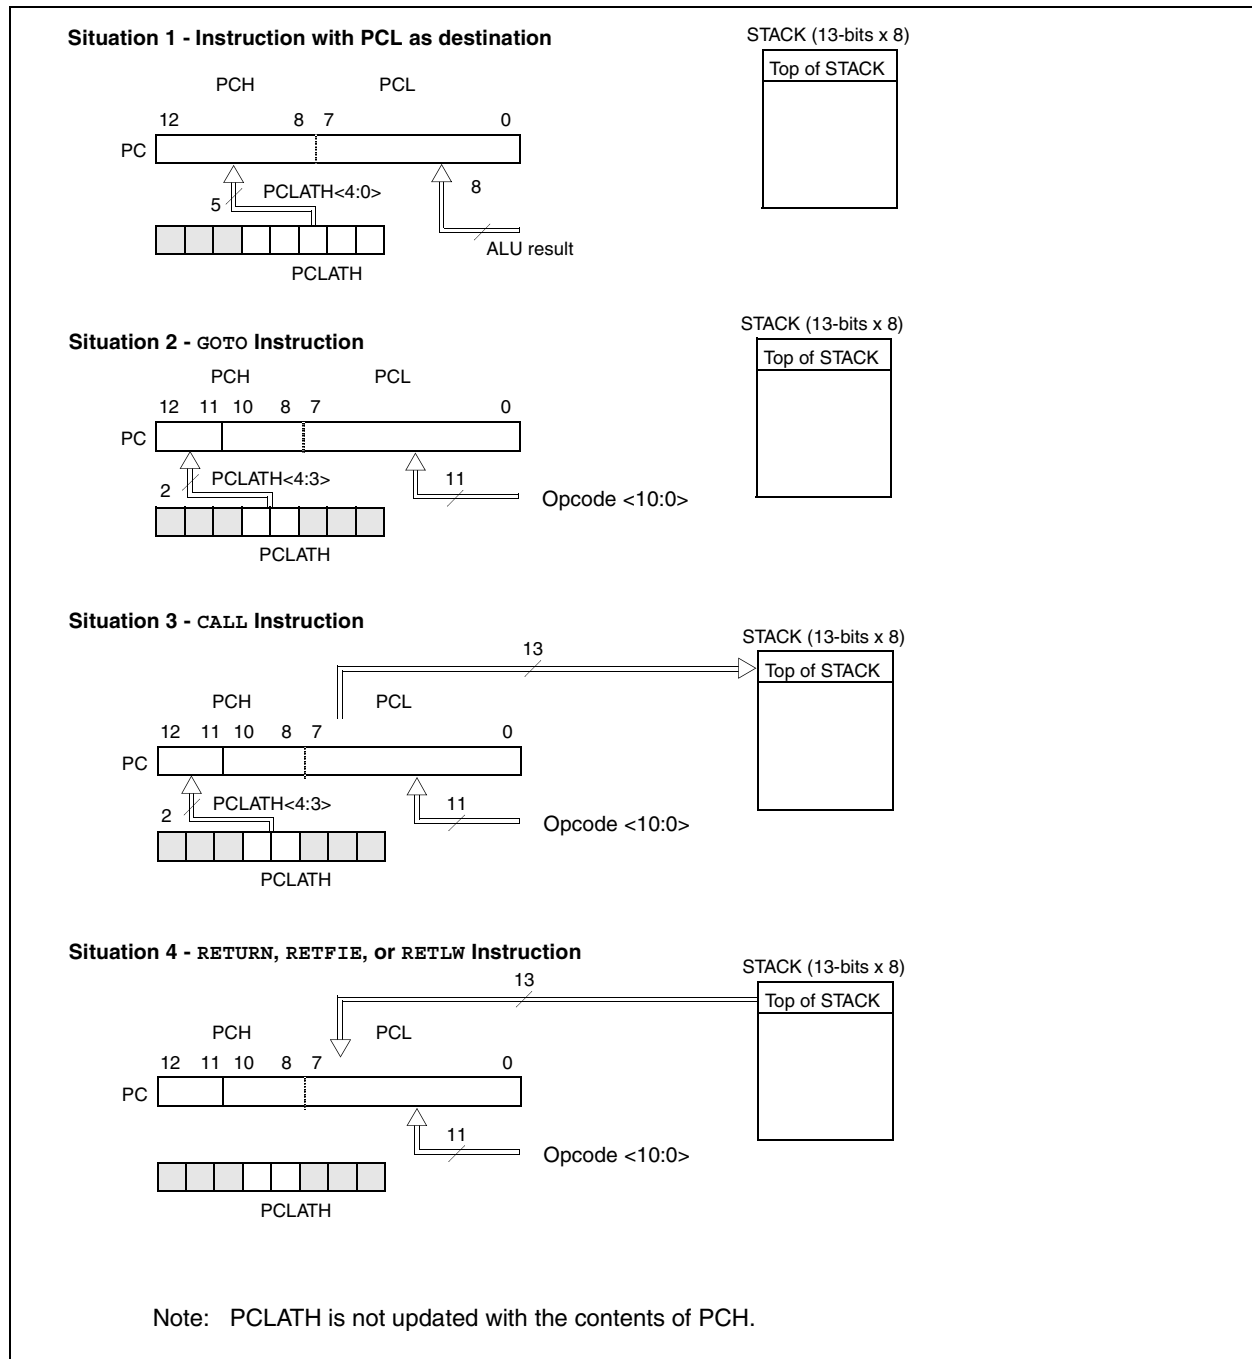 Situation 1 - Instruction with PCL as destination
STACK (13-bits x 8)
Top of STACK
PCH PCL
12 8 7 0
PC
5 PCLATH<4:0> 8
ALU result
PCLATH
Situation 2 - GOTO Instruction
STACK (13-bits x 8)
Top of STACK
PCH PCL
12 11 10 8 7 0
PC
2 PCLATH<4:3> 11
Opcode <10:0>
PCLATH
Situation 3 - CALL Instruction
STACK (13-bits x 8)
13
Top of STACK
PCH PCL
12 11 10 8 7 0
PC
2 PCLATH<4:3> 11
Opcode <10:0>
PCLATH
Situation 4 - RETURN, RETFIE, or RETLW Instruction
STACK (13-bits x 8)
13
Top of STACK
PCH PCL
12 11 10 8 7 0
PC
11
Opcode <10:0>
PCLATH
Note: PCLATH is not updated with the contents of PCH.